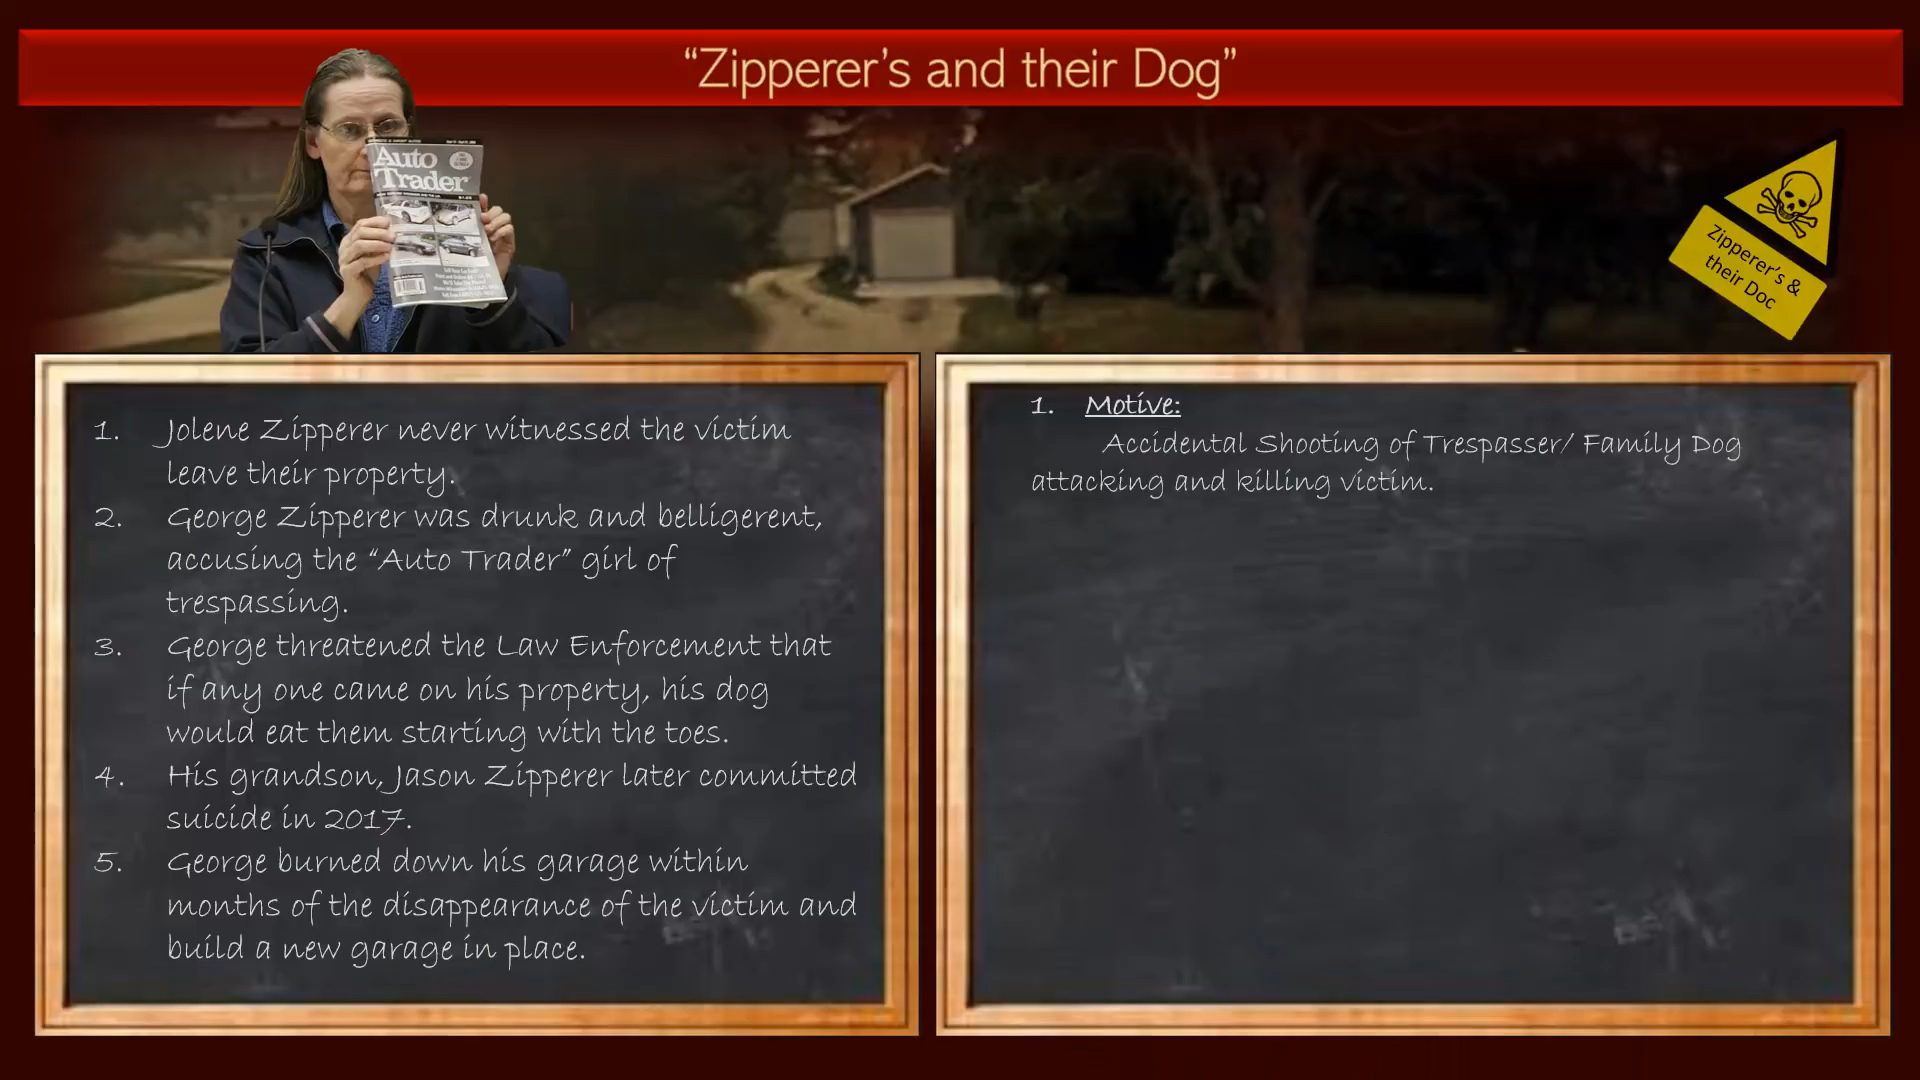 “Zipperer’s and their Dog”
Auto
Trader
Zipperer’s &
their Doc
1. Jolene Zipperer never witnessed the victim
leave their property.
2. George Zipperer was drunk and belligerent,
accusing the “Auto Trader” girl of
trespassing.
3. George threatened the Law Enforcement that
if any one came on his property, his dog
would eat them starting with the toes.
4. His grandson, Jason Zipperer later committed
suicide in 2017.
5. George burned down his garage within
months of the disappearance of the victim and
build a new garage in place.
1. Motive:
Accidental Shooting of Trespasser/ Family Dog
attacking and killing victim.